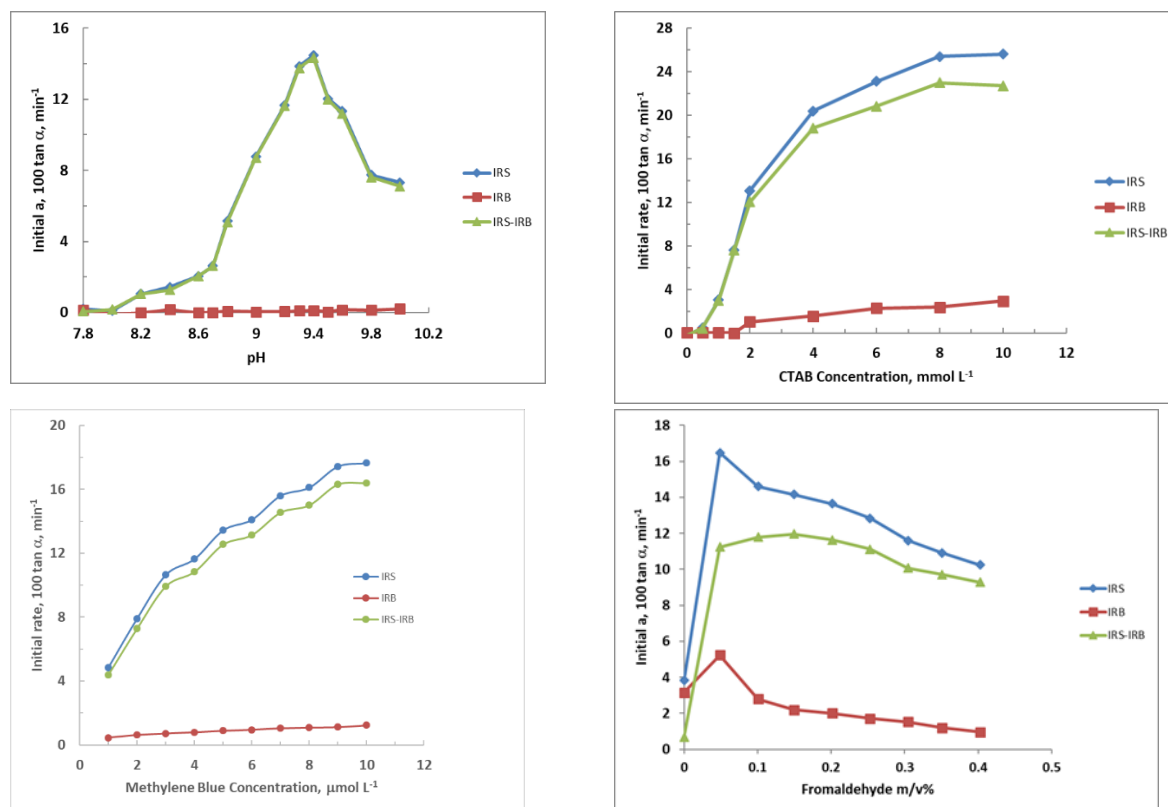 16
12
8
4
0
Initial a, 100 tan α, min⁻¹
7.8 8.2 8.6 9 9.4 9.8 10.2
pH
IRS
IRB
IRS-IRB
28
24
20
16
12
8
4
0
Initial rate, 100 tan α, min⁻¹
0 2 4 6 8 10 12
CTAB Concentration, mmol L⁻¹
IRS
IRB
IRS-IRB
20
16
12
8
4
0
Initial rate, 100 tan α, min⁻¹
0 2 4 6 8 10 12
Methylene Blue Concentration, μmol L⁻¹
IRS
IRB
IRS-IRB
18
16
14
12
10
8
6
4
2
0
Initial a, 100 tan α, min⁻¹
0 0.1 0.2 0.3 0.4 0.5
Fromaldehyde m/v%
IRS
IRB
IRS-IRB